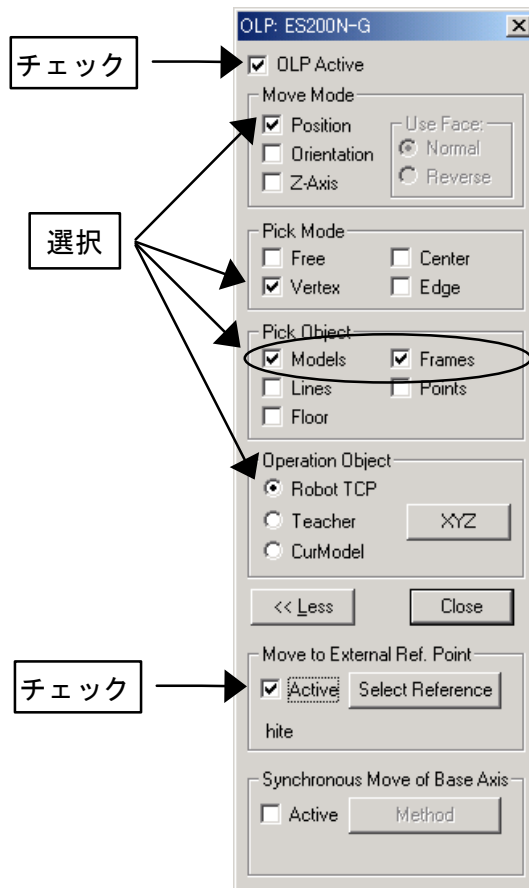 OLP: ES200N-G
チェック
OLP Active
Move Mode
Position
Orientation
Z-Axis
Use Face:
Normal
Reverse
選択
Pick Mode
Free
Center
Vertex
Edge
Pick Object
Models
Frames
Lines
Points
Floor
Operation Object
Robot TCP
Teacher
XYZ
CurModel
<< Less
Close
Move to External Ref. Point
チェック
Active
Select Reference
hite
Synchronous Move of Base Axis
Active
Method